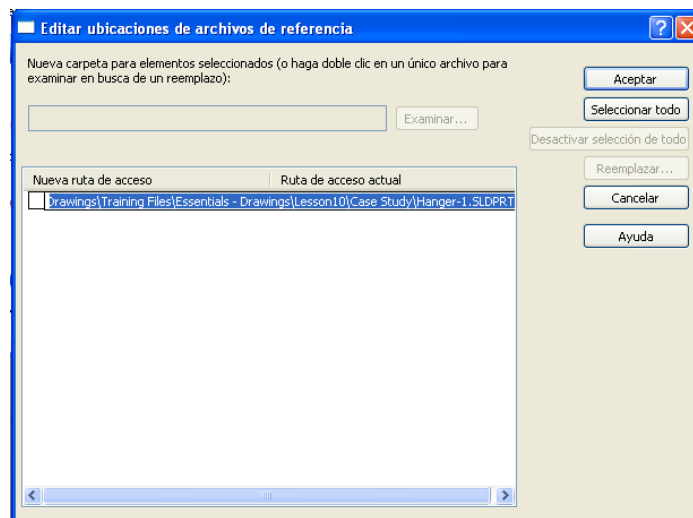 Editar ubicaciones de archivos de referencia
Nueva carpeta para elementos seleccionados (o haga doble clic en un único archivo para
examinar en busca de un reemplazo):
Examinar...
Aceptar
Seleccionar todo
Desactivar selección de todo
Reemplazar...
Cancelar
Ayuda
Nueva ruta de acceso Ruta de acceso actual
Drawings\Training Files\Essentials - Drawings\Lesson10\Case Study\Hanger-1.SLDPRT